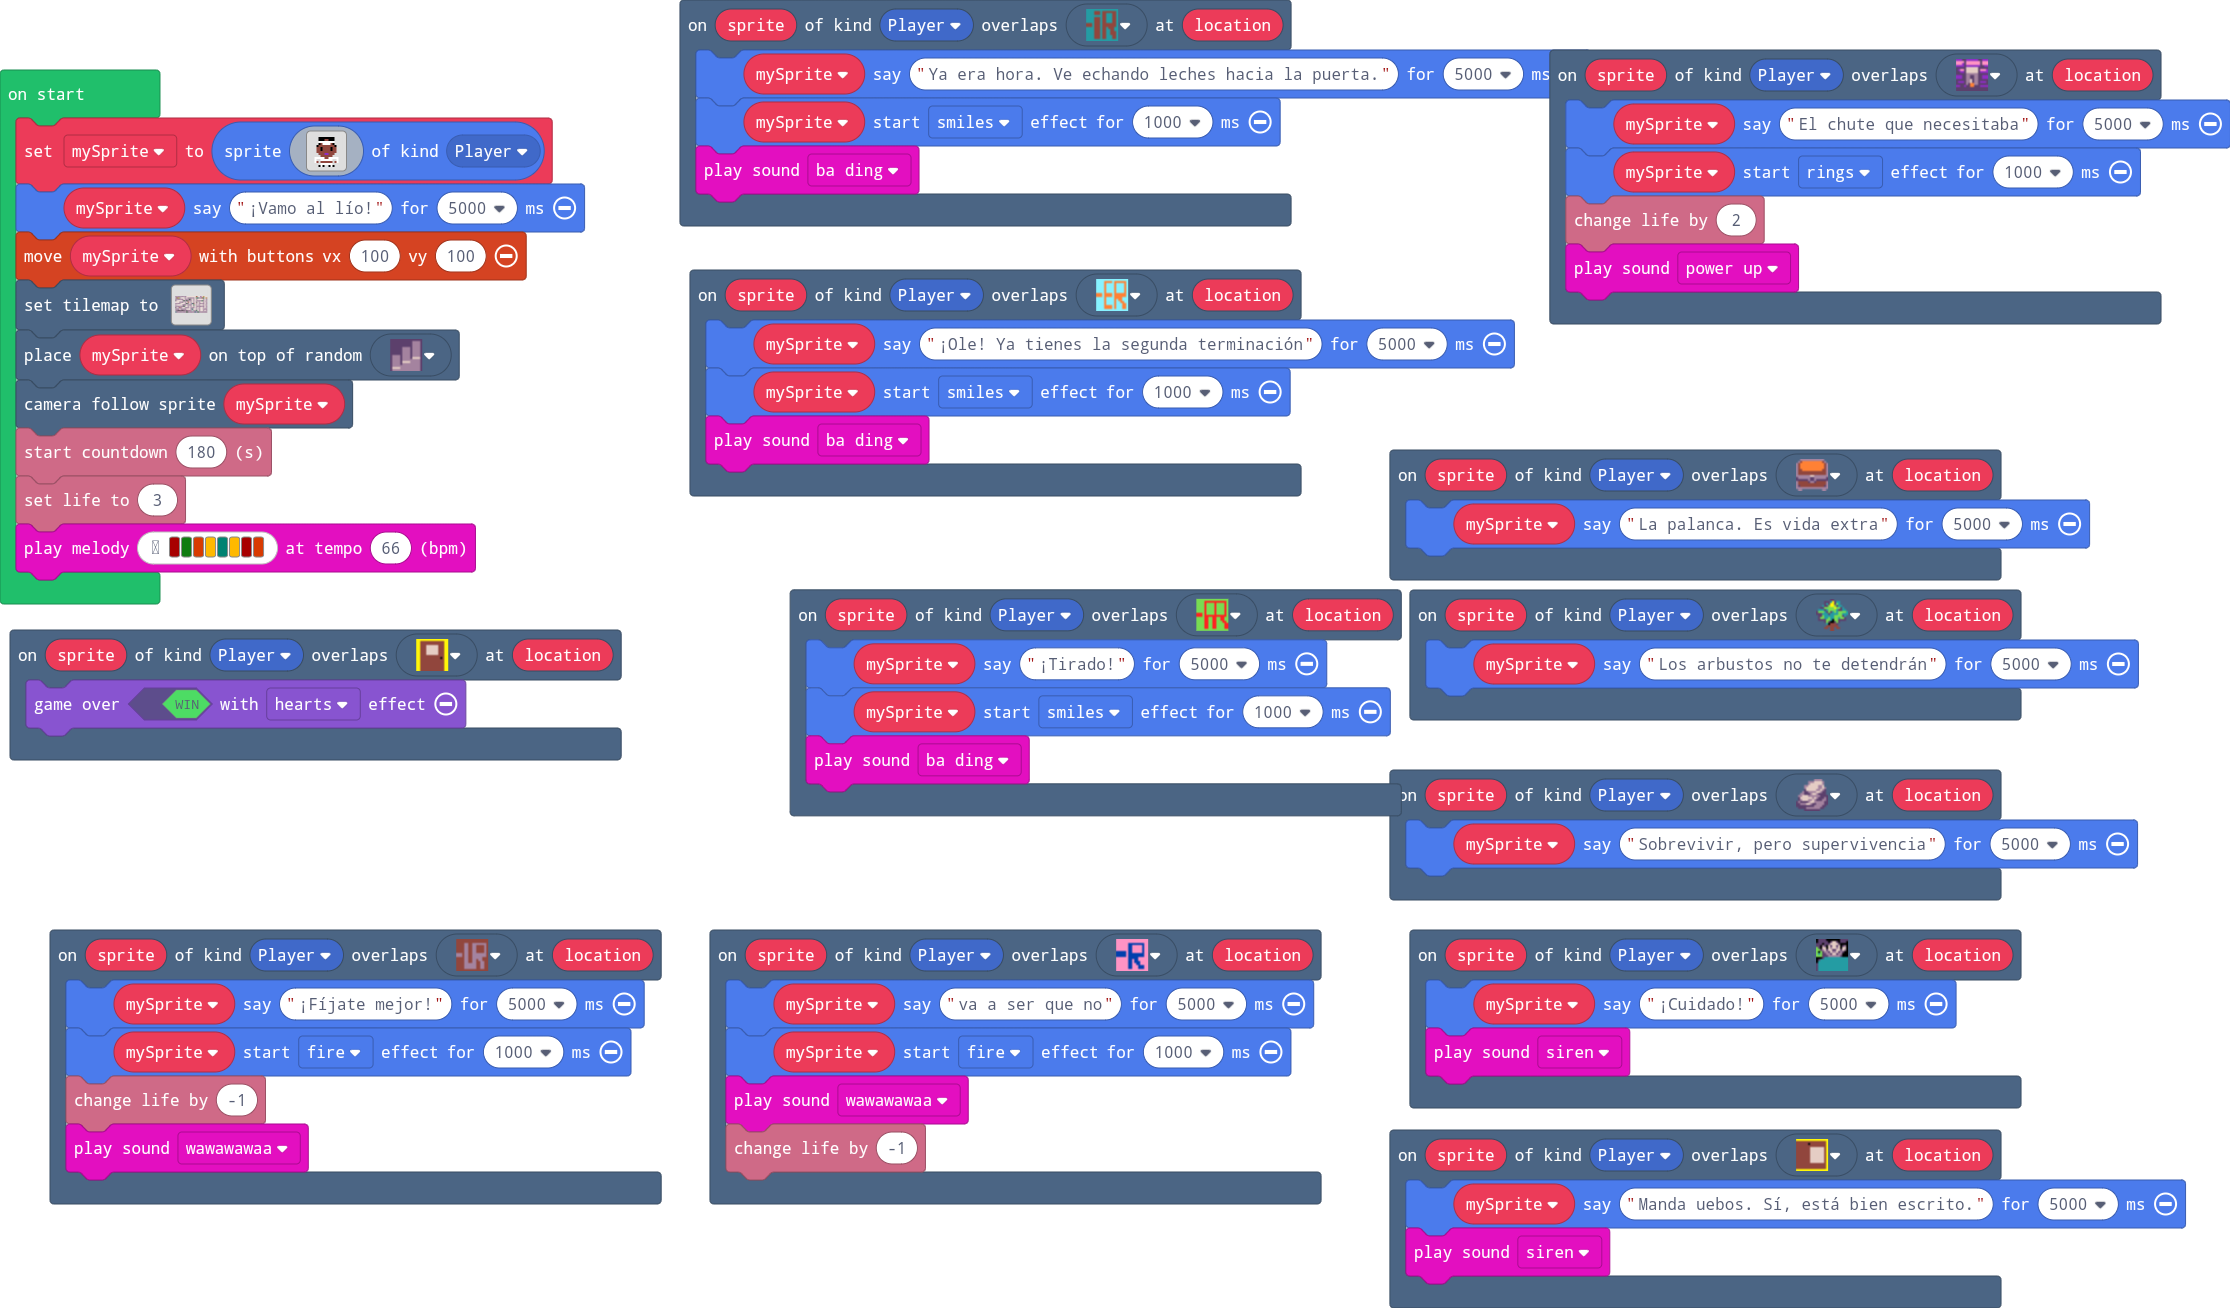 on start
set mySprite to sprite of kind Player
mySprite say "¡Vamo al lío!" for 5000 ms
move mySprite with buttons vx 100 vy 100
set tilemap to
place mySprite on top of random
camera follow sprite mySprite
start countdown 180 (s)
set life to 3
play melody at tempo 66 (bpm)
on sprite of kind Player overlaps at location
game over WIN with hearts effect
on sprite of kind Player overlaps -UR at location
mySprite say "¡Fíjate mejor!" for 5000 ms
mySprite start fire effect for 1000 ms
change life by -1
play sound wawawawaa
on sprite of kind Player overlaps -iR at location
mySprite say "Ya era hora. Ve echando leches hacia la puerta." for 5000 ms
mySprite start smiles effect for 1000 ms
play sound ba ding
on sprite of kind Player overlaps -ER at location
mySprite say "¡Ole! Ya tienes la segunda terminación" for 5000 ms
mySprite start smiles effect for 1000 ms
play sound ba ding
on sprite of kind Player overlaps -AR at location
mySprite say "¡Tirado!" for 5000 ms
mySprite start smiles effect for 1000 ms
play sound ba ding
on sprite of kind Player overlaps -R at location
mySprite say "va a ser que no" for 5000 ms
mySprite start fire effect for 1000 ms
play sound wawawawaa
change life by -1
on sprite of kind Player overlaps at location
mySprite say "El chute que necesitaba" for 5000 ms
mySprite start rings effect for 1000 ms
change life by 2
play sound power up
on sprite of kind Player overlaps at location
mySprite say "La palanca. Es vida extra" for 5000 ms
on sprite of kind Player overlaps at location
mySprite say "Los arbustos no te detendrán" for 5000 ms
on sprite of kind Player overlaps at location
mySprite say "Sobrevivir, pero supervivencia" for 5000 ms
on sprite of kind Player overlaps at location
mySprite say "¡Cuidado!" for 5000 ms
play sound siren
on sprite of kind Player overlaps at location
mySprite say "Manda uebos. Sí, está bien escrito." for 5000 ms
play sound siren